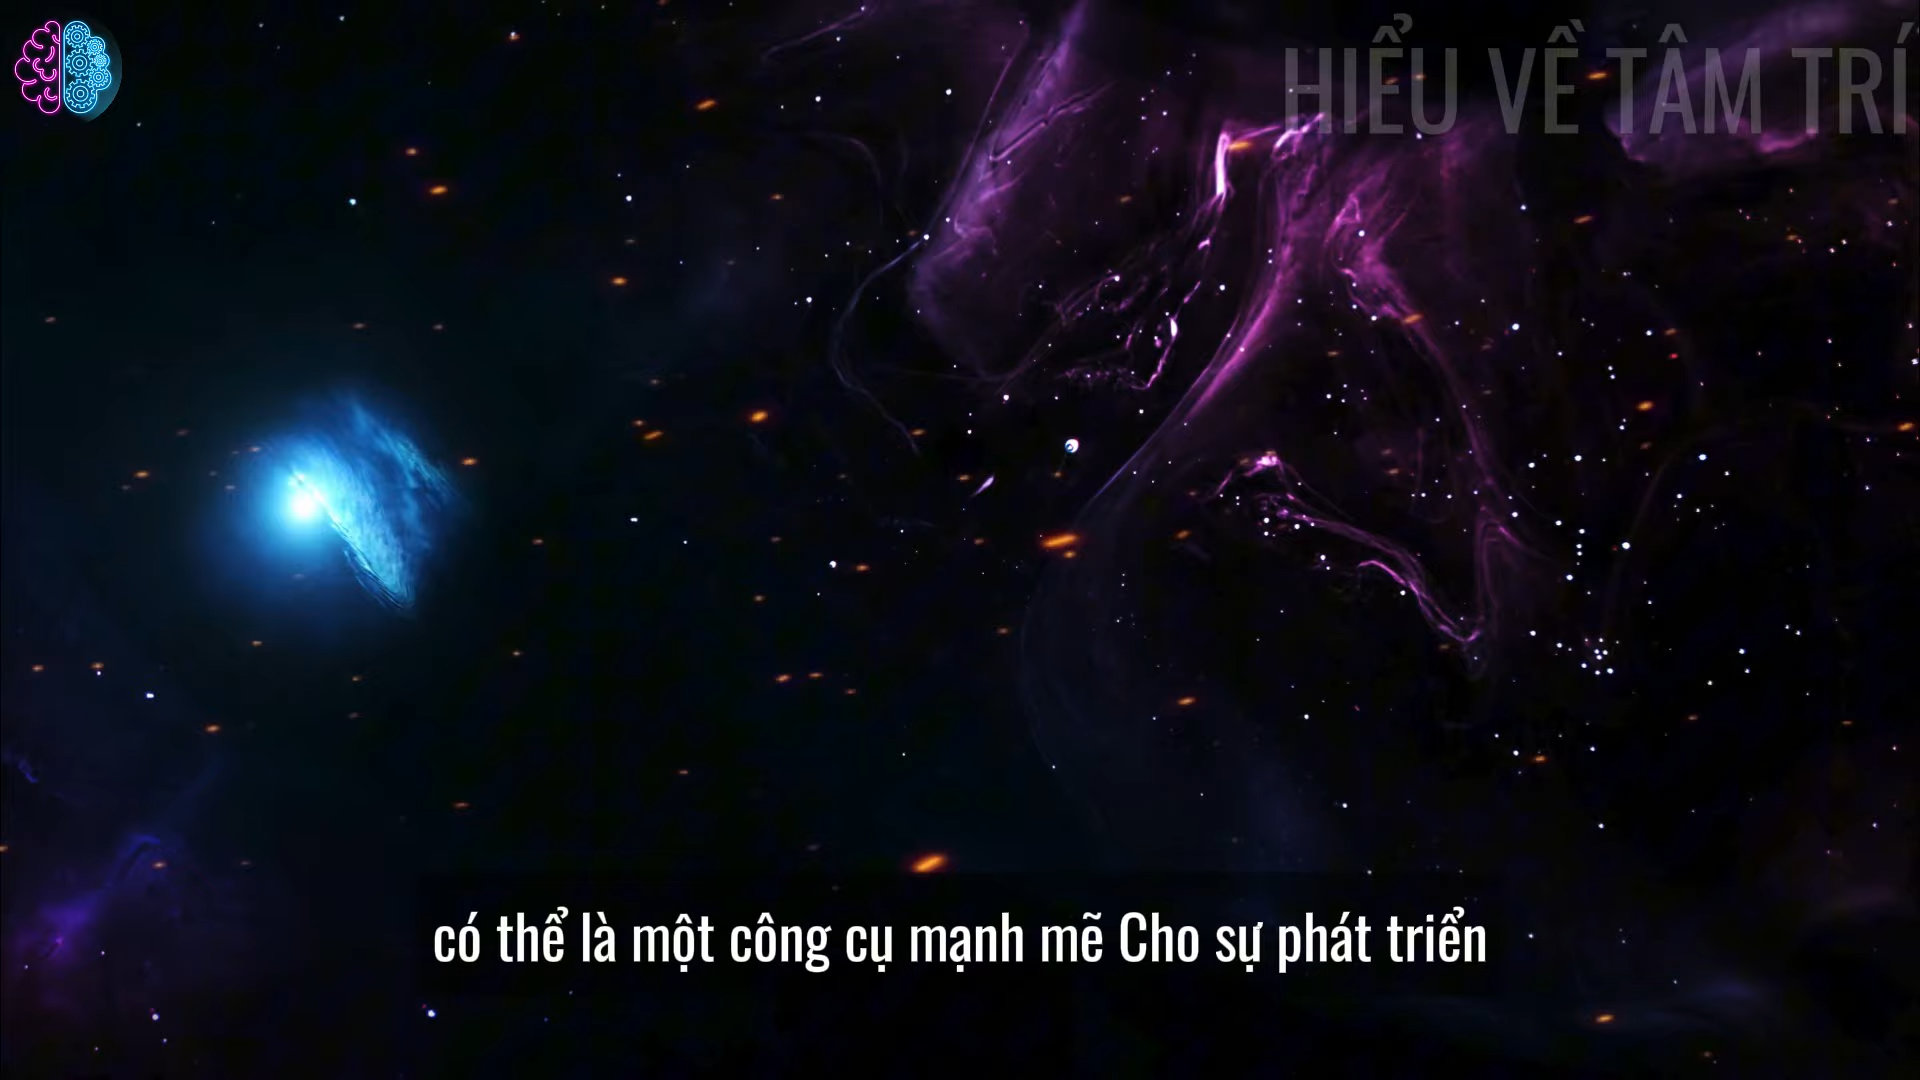 HIỂU VỀ TÂM TRÍ
có thể là một công cụ mạnh mẽ Cho sự phát triển